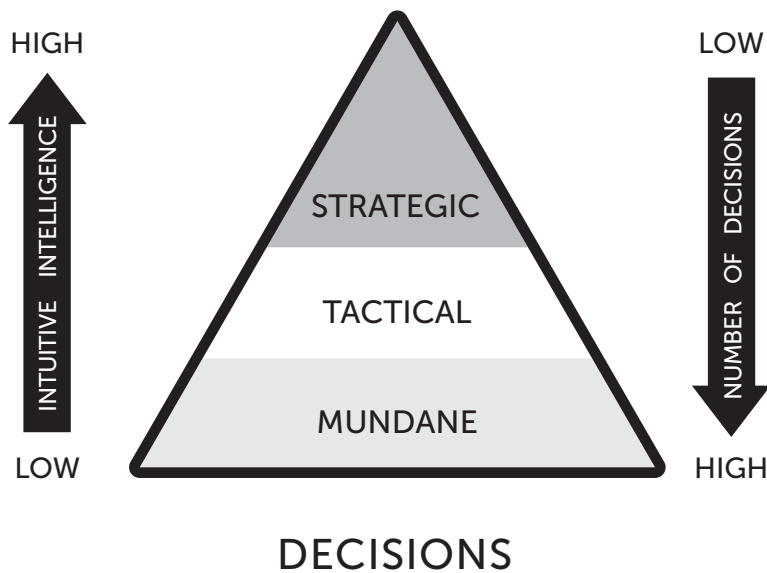 HIGH
LOW
INTUITIVE INTELLIGENCE
NUMBER OF DECISIONS
STRATEGIC
TACTICAL
MUNDANE
LOW
HIGH
DECISIONS